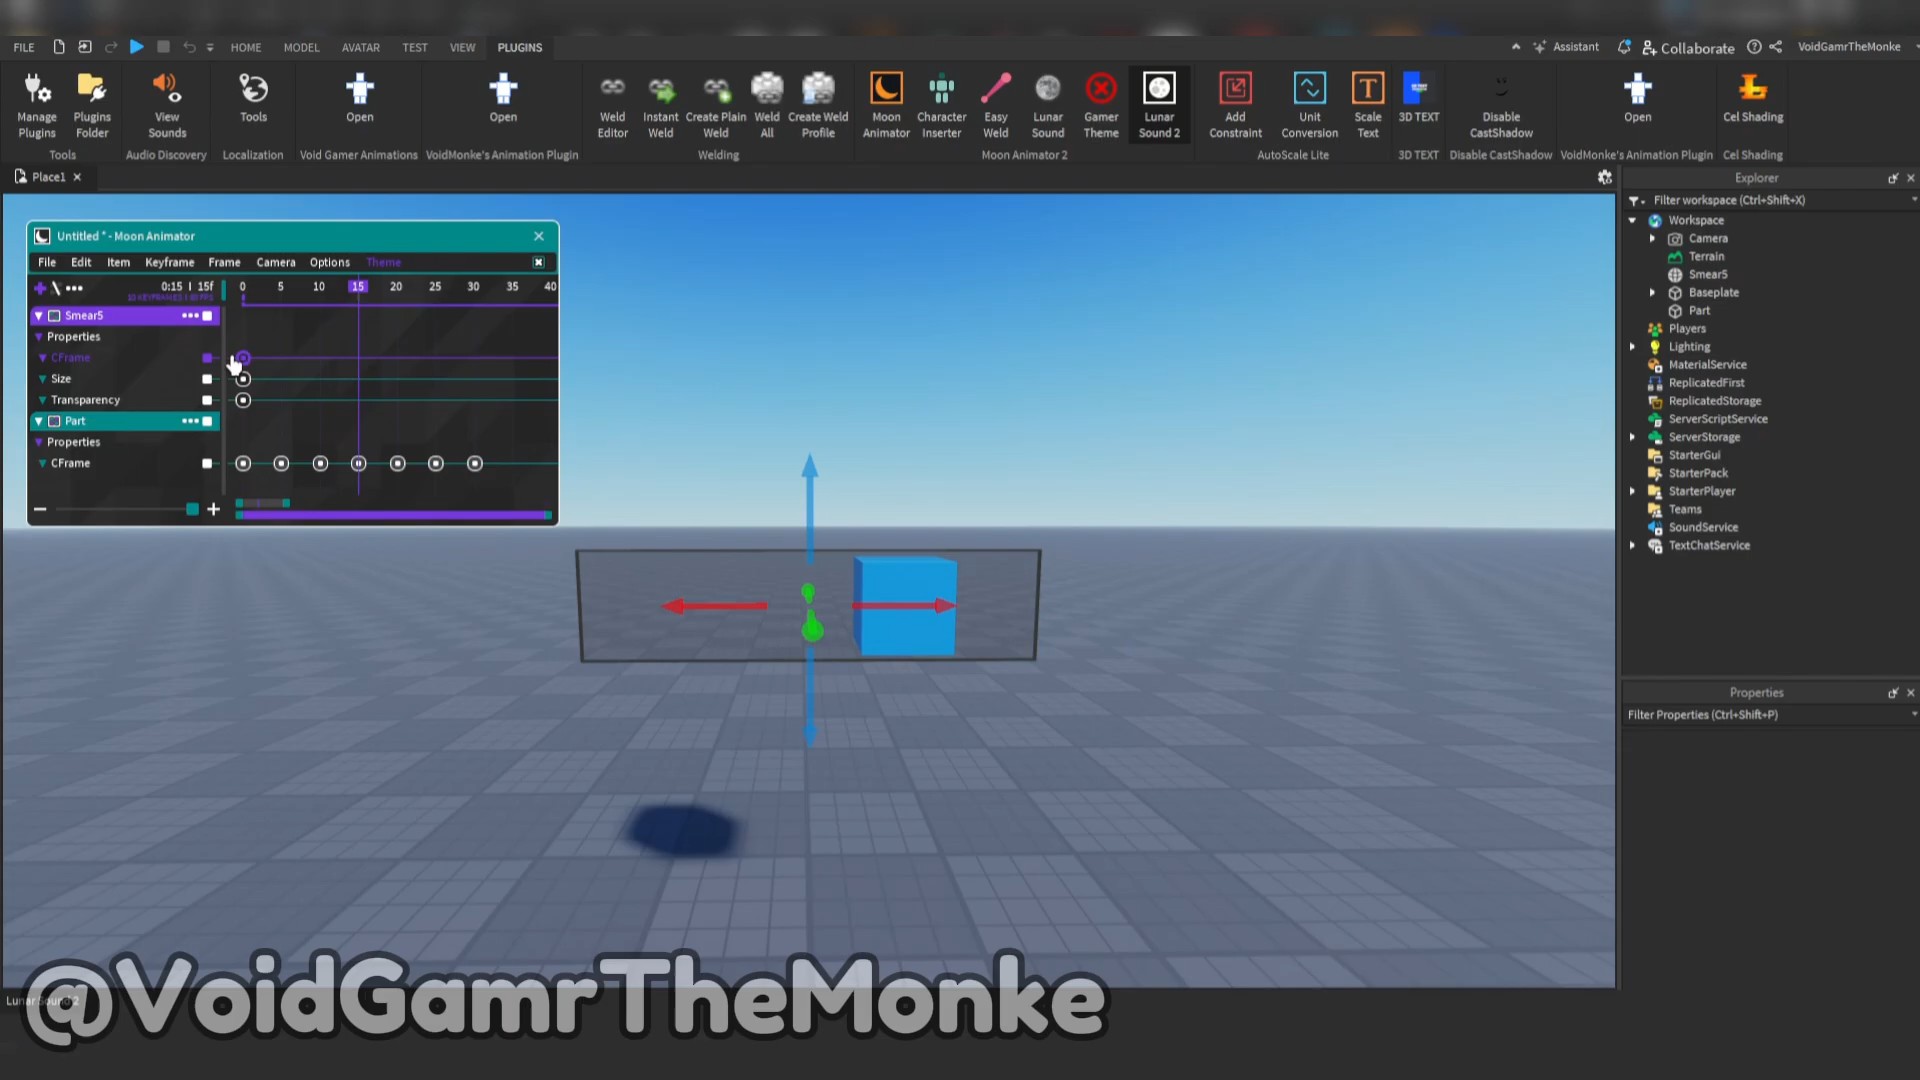 FILE HOME MODEL AVATAR TEST VIEW PLUGINS Assistant Collaborate VoidGamrTheMonke
Manage Plugins
Plugins Folder
View Sounds
Tools
Open
Open
Weld Editor
Instant Weld
Create Plain Weld
Weld All
Create Weld Profile
Moon Animator
Character Inserter
Easy Weld
Lunar Sound
Gamer Theme
Lunar Sound 2
Add Constraint
Unit Conversion
Scale Text
3D TEXT
Disable CastShadow
Open
Cel Shading
Tools Audio Discovery Localization Void Gamer Animations VoidMonke's Animation Plugin Welding Moon Animator 2 AutoScale Lite 3D TEXT Disable CastShadow VoidMonke's Animation Plugin Cel Shading
Place1
Untitled * - Moon Animator
File Edit Item Keyframe Frame Camera Options Theme
0:15 | 15f 0 5 10 15 20 25 30 35 40
Smear5
Properties
CFrame
Size
Transparency
Part
Properties
CFrame
Explorer
Filter workspace (Ctrl+Shift+X)
Workspace
Camera
Terrain
Smear5
Baseplate
Part
Players
Lighting
MaterialService
ReplicatedFirst
ReplicatedStorage
ServerScriptService
ServerStorage
StarterGui
StarterPack
StarterPlayer
Teams
SoundService
TextChatService
Properties
Filter Properties (Ctrl+Shift+P)
Lunar Sound 2
@VoidGamrTheMonke